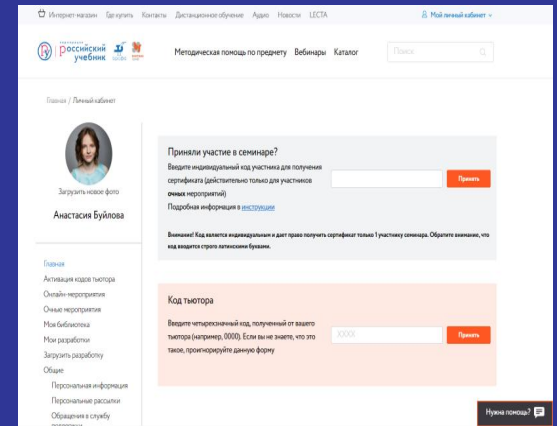 Интернет-магазин Где купить Контакты Дистанционное обучение Аудио Новости LECTA Мой личный кабинет
российский учебник
Методическая помощь по предмету Вебинары Каталог Поиск
Главная / Личный кабинет
Загрузить новое фото
Анастасия Буйлова
Приняли участие в семинаре?
Введите индивидуальный код участника для получения
сертификата (действительно только для участников
очных мероприятий)
Подробная информация в инструкции
Принять
Внимание! Код является индивидуальным и дает право получить сертификат только 1 участнику семинара. Обратите внимание, что
код вводится строго латинскими буквами.
Главная
Активация кодов тьютора
Онлайн-мероприятия
Очные мероприятия
Моя библиотека
Мои разработки
Загрузить разработку
Общие
Персональная информация
Персональные рассылки
Обращения в службу
поддержки
Код тьютора
Введите четырехзначный код, полученный от вашего
тьютора (например, 0000). Если вы не знаете, что это
такое, проигнорируйте данную форму
XXXX
Принять
Нужна помощь?